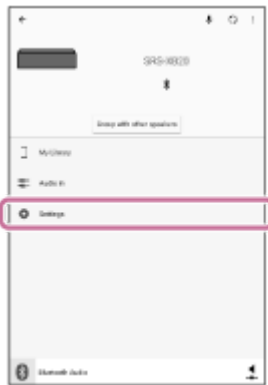 SRS-XB20
Group with other speakers
My Library
Audio in
Settings
Bluetooth Audio